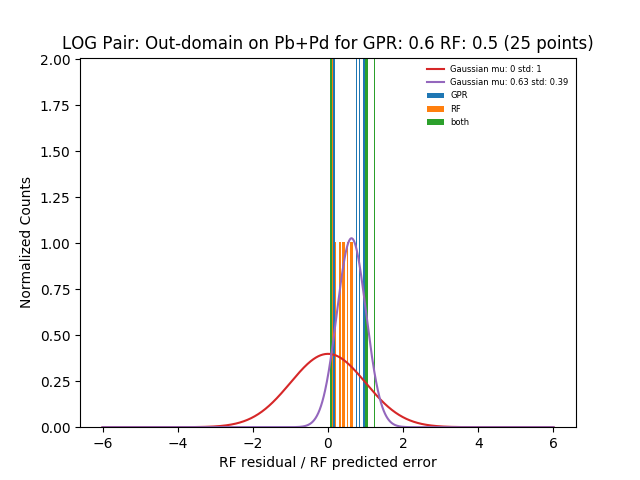 LOG Pair: Out-domain on Pb+Pd for GPR: 0.6 RF: 0.5 (25 points)
Gaussian mu: 0 std: 1
Gaussian mu: 0.63 std: 0.39
GPR
RF
both
Normalized Counts
2.00
1.75
1.50
1.25
1.00
0.75
0.50
0.25
0.00
−6 −4 −2 0 2 4 6
RF residual / RF predicted error